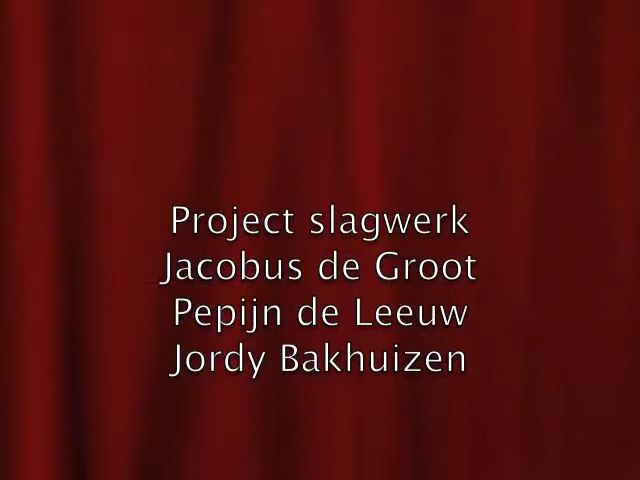 Project slagwerk
Jacobus de Groot
Pepijn de Leeuw
Jordy Bakhuizen